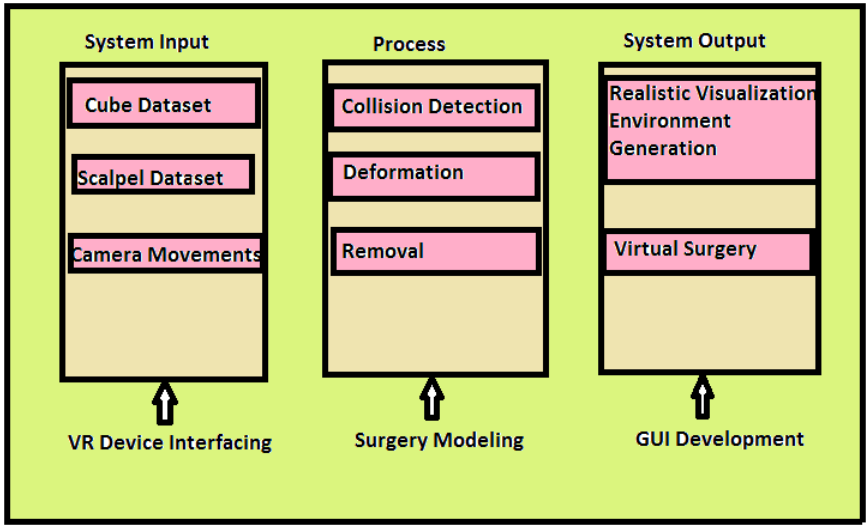 System Input
Cube Dataset
Scalpel Dataset
Camera Movements
VR Device Interfacing
Process
Collision Detection
Deformation
Removal
Surgery Modeling
System Output
Realistic Visualization
Environment
Generation
Virtual Surgery
GUI Development